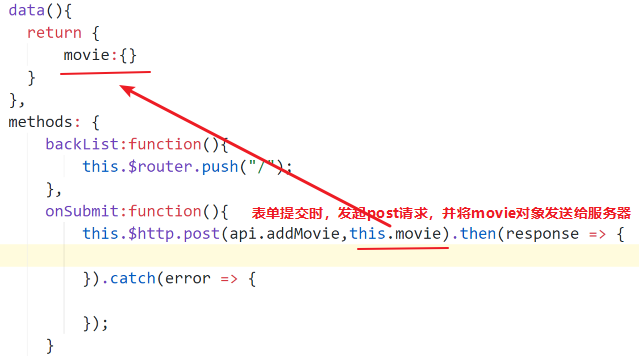 data(){
return {
movie:{}
}
},
methods: {
backList:function(){
this.$router.push("/");
},
onSubmit:function(){ 表单提交时，发起post请求，并将movie对象发送给服务器
this.$http.post(api.addMovie,this.movie).then(response => {
}).catch(error => {
});
}